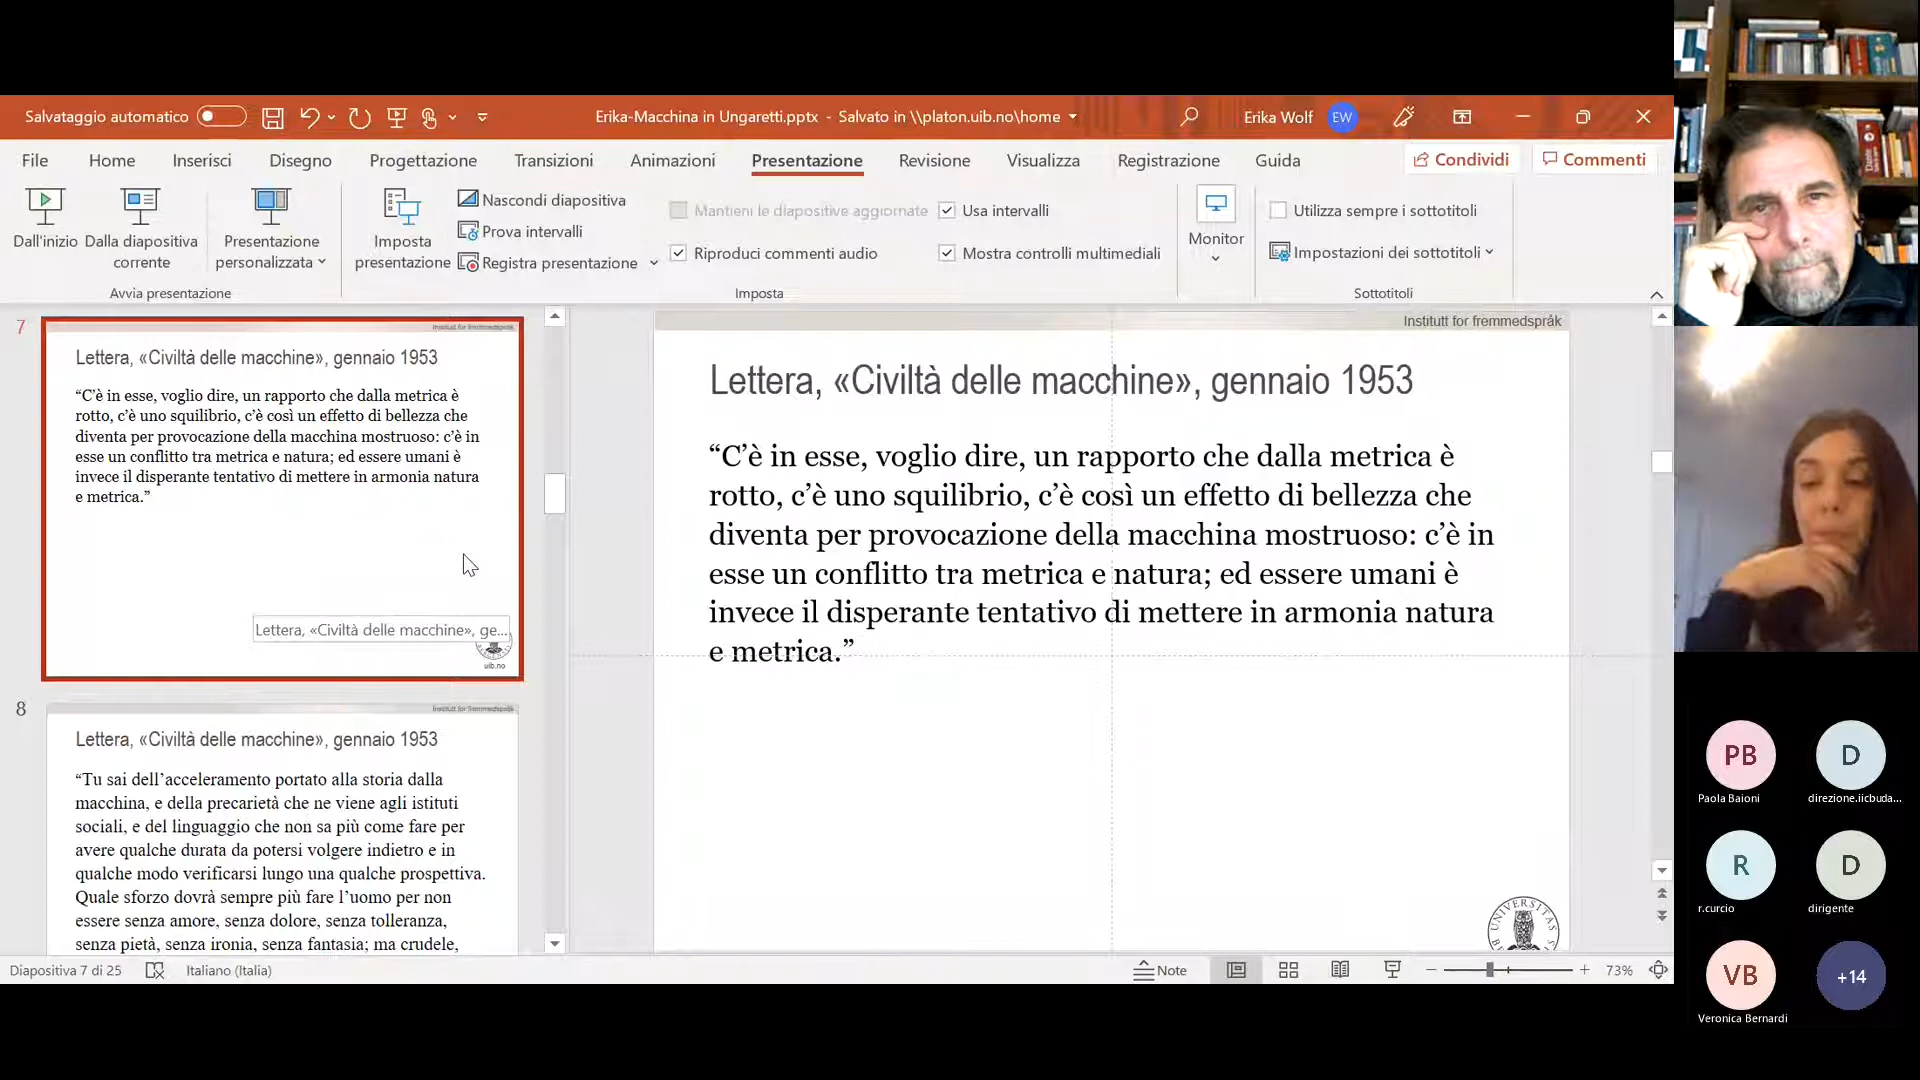 Salvataggio automatico
Erika-Macchina in Ungaretti.pptx - Salvato in \\platon.uib.no\home
Erika Wolf
EW
File Home Inserisci Disegno Progettazione Transizioni Animazioni Presentazione Revisione Visualizza Registrazione Guida
Condividi
Commenti
Dall'inizio
Dalla diapositiva
corrente
Presentazione
personalizzata
Avvia presentazione
Imposta
presentazione
Nascondi diapositiva
Prova intervalli
Registra presentazione
Mantieni le diapositive aggiornate
Riproduci commenti audio
Usa intervalli
Mostra controlli multimediali
Imposta
Monitor
Utilizza sempre i sottotitoli
Impostazioni dei sottotitoli
Sottotitoli
7
Institutt for fremmedspråk
Lettera, «Civiltà delle macchine», gennaio 1953
“C’è in esse, voglio dire, un rapporto che dalla metrica è
rotto, c’è uno squilibrio, c’è così un effetto di bellezza che
diventa per provocazione della macchina mostruoso: c’è in
esse un conflitto tra metrica e natura; ed essere umani è
invece il disperante tentativo di mettere in armonia natura
e metrica.”
Lettera, «Civiltà delle macchine», ge...
uib.no
8
Institutt for fremmedspråk
Lettera, «Civiltà delle macchine», gennaio 1953
“Tu sai dell’acceleramento portato alla storia dalla
macchina, e della precarietà che ne viene agli istituti
sociali, e del linguaggio che non sa più come fare per
avere qualche durata da potersi volgere indietro e in
qualche modo verificarsi lungo una qualche prospettiva.
Quale sforzo dovrà sempre più fare l’uomo per non
essere senza amore, senza dolore, senza tolleranza,
senza pietà, senza ironia, senza fantasia; ma crudele,
Institutt for fremmedspråk
Lettera, «Civiltà delle macchine», gennaio 1953
“C’è in esse, voglio dire, un rapporto che dalla metrica è
rotto, c’è uno squilibrio, c’è così un effetto di bellezza che
diventa per provocazione della macchina mostruoso: c’è in
esse un conflitto tra metrica e natura; ed essere umani è
invece il disperante tentativo di mettere in armonia natura
e metrica.”
UNIVERSITAS
Diapositiva 7 di 25
Italiano (Italia)
Note
73%
PB
Paola Baioni
D
direzione.iicbuda...
R
r.curcio
D
dirigente
VB
Veronica Bernardi
+14